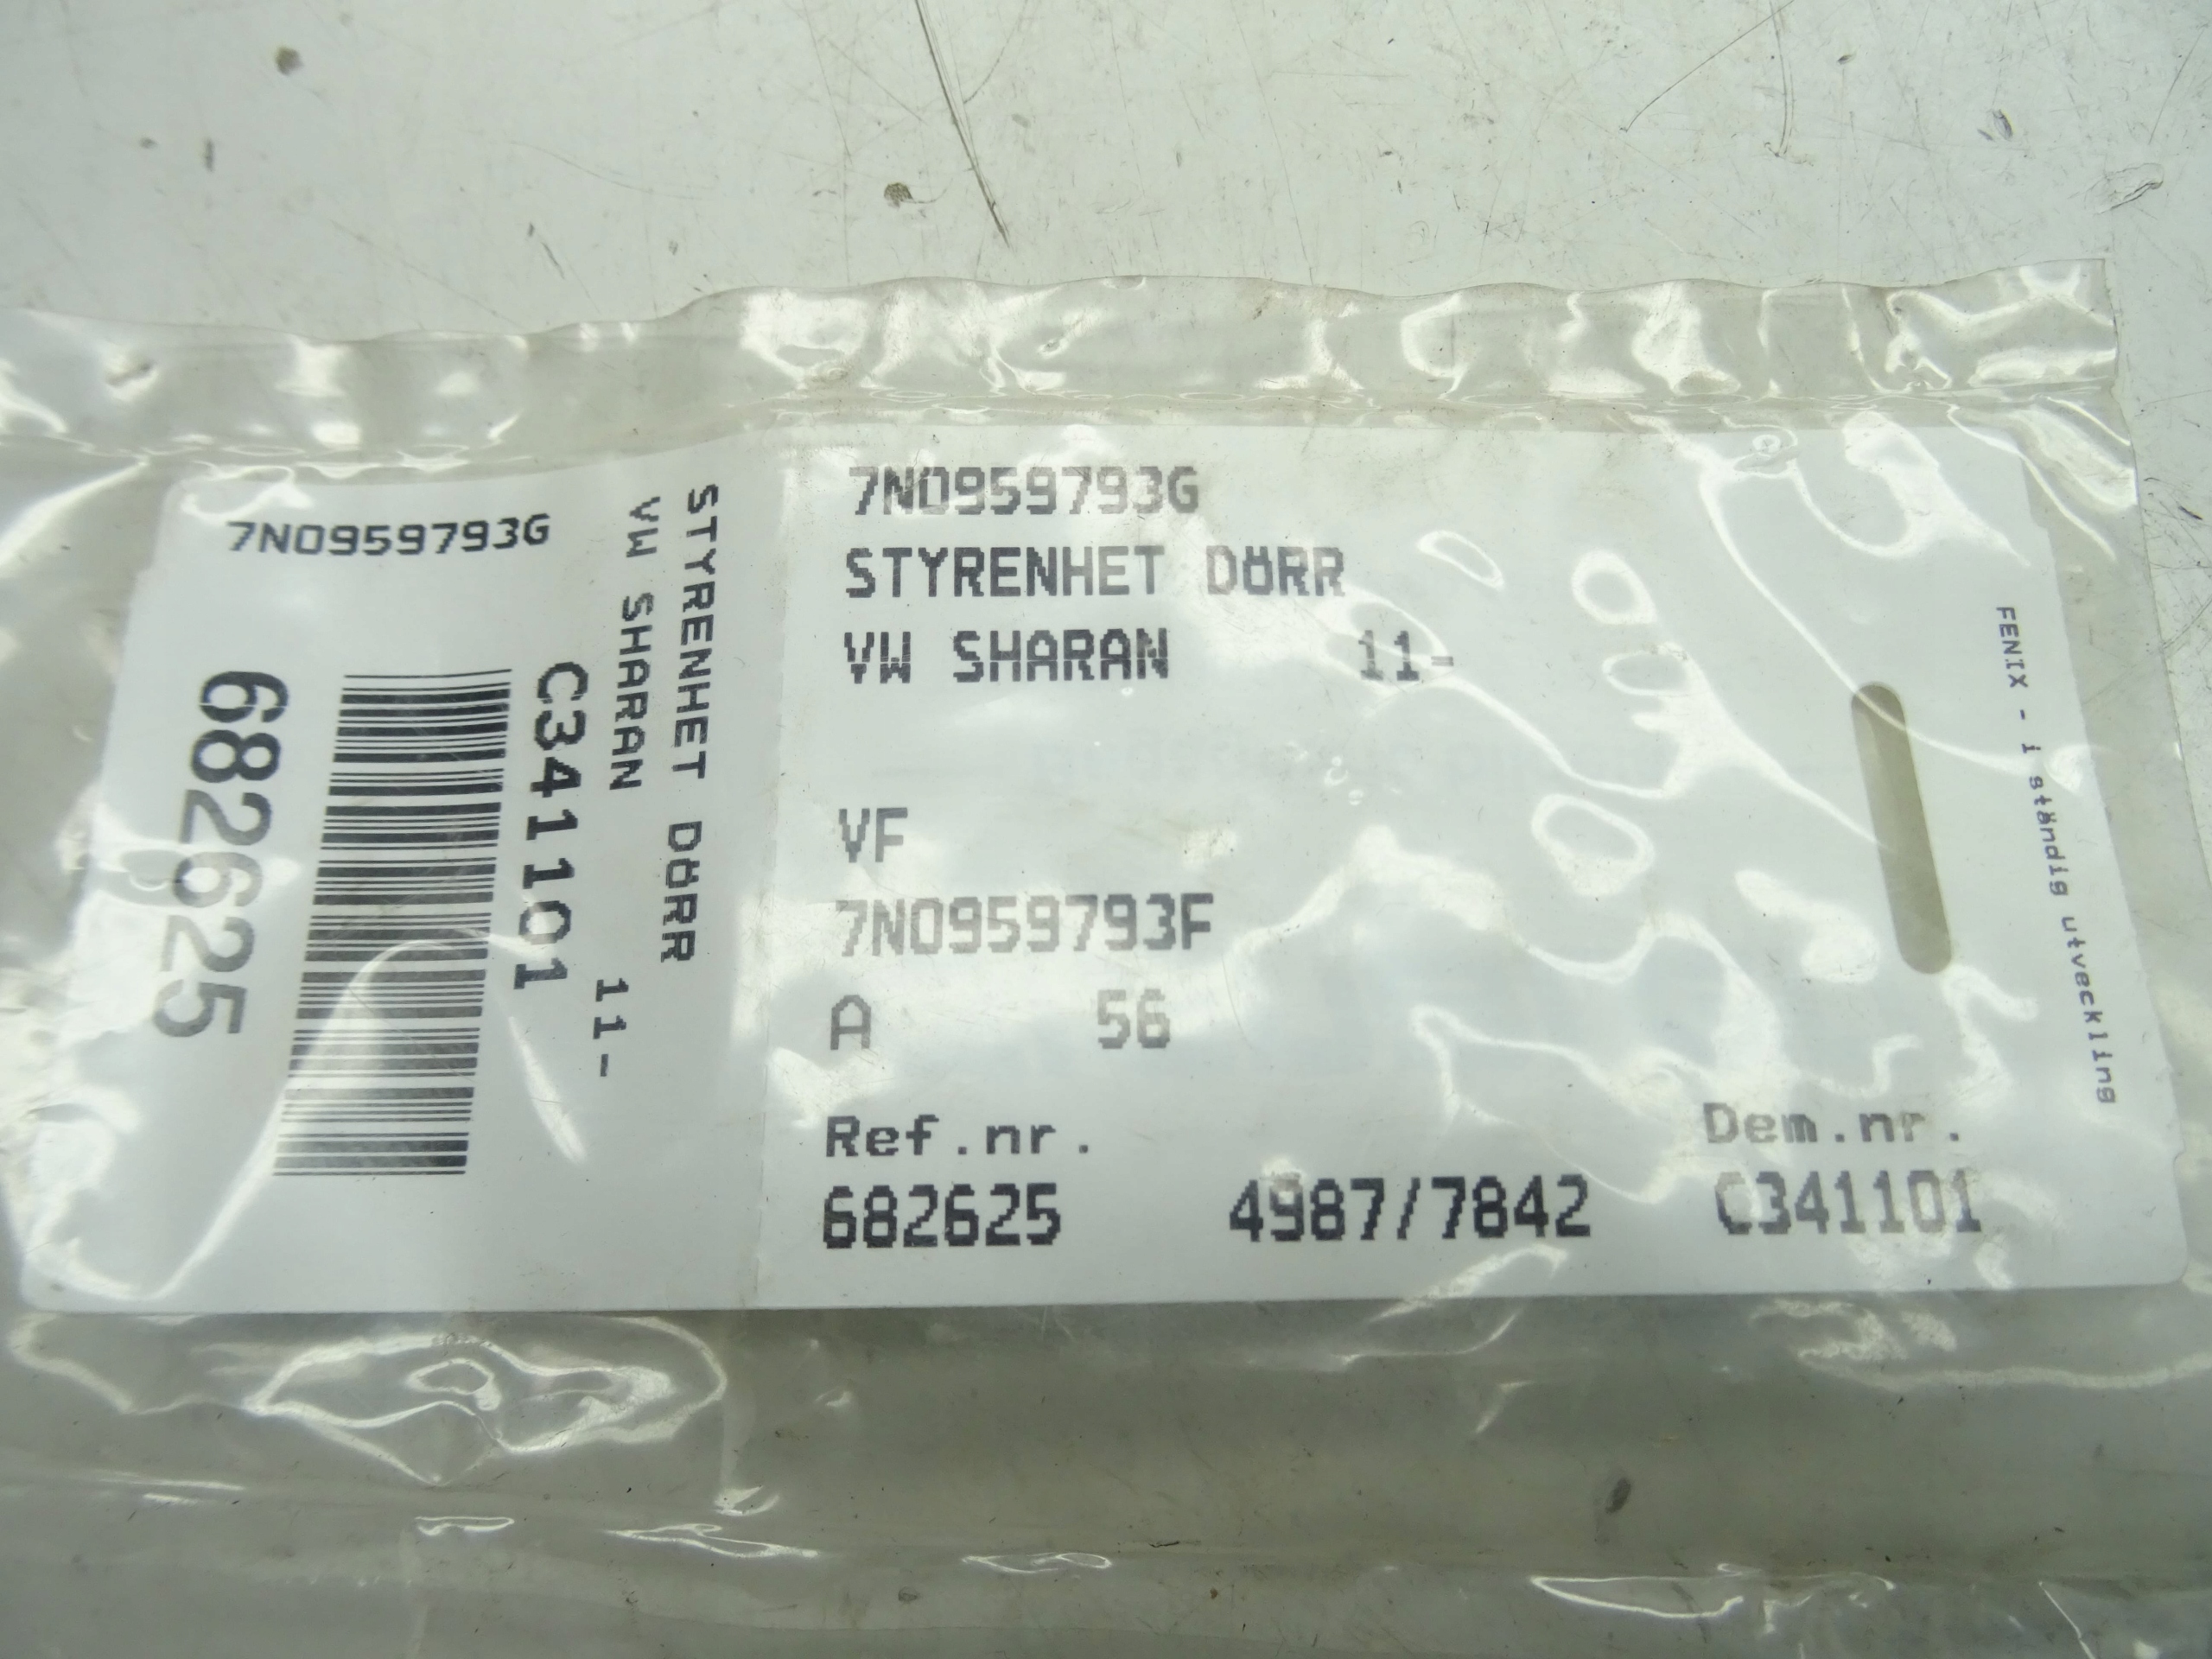 7N0959793G
STYRENHET DÖRR
VW SHARAN 11-
C341101
682625
7N0959793G
STYRENHET DÖRR
VW SHARAN 11-
VF
7N0959793F
A 56
Ref.nr. Dem.nr.
682625 4987/7842 C341101
FENIX - i ständig utveckling